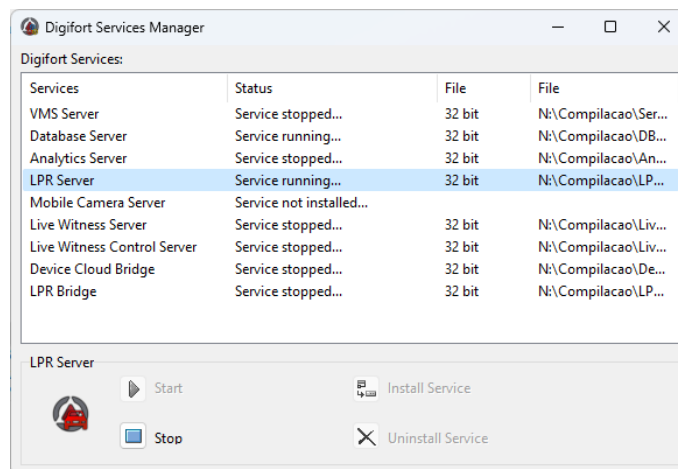 Digifort Services Manager
Digifort Services:
Services Status File File
VMS Server Service stopped... 32 bit N:\Compilacao\Ser...
Database Server Service running... 32 bit N:\Compilacao\DB...
Analytics Server Service stopped... 32 bit N:\Compilacao\An...
LPR Server Service running... 32 bit N:\Compilacao\LP...
Mobile Camera Server Service not installed...
Live Witness Server Service stopped... 32 bit N:\Compilacao\Liv...
Live Witness Control Server Service stopped... 32 bit N:\Compilacao\Liv...
Device Cloud Bridge Service stopped... 32 bit N:\Compilacao\De...
LPR Bridge Service stopped... 32 bit N:\Compilacao\LP...
LPR Server
Start Install Service
Stop Uninstall Service